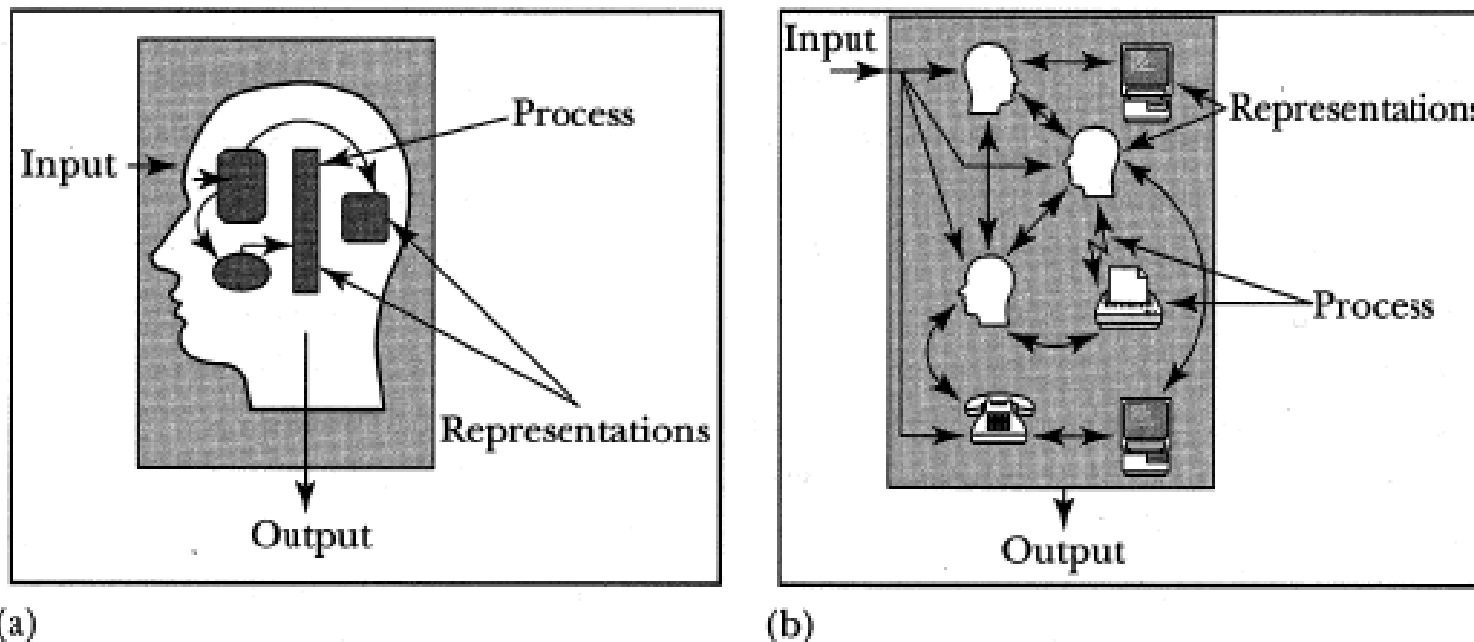 Process
Input
Representations
Output
(a)
Input
Representations
Process
Output
(b)